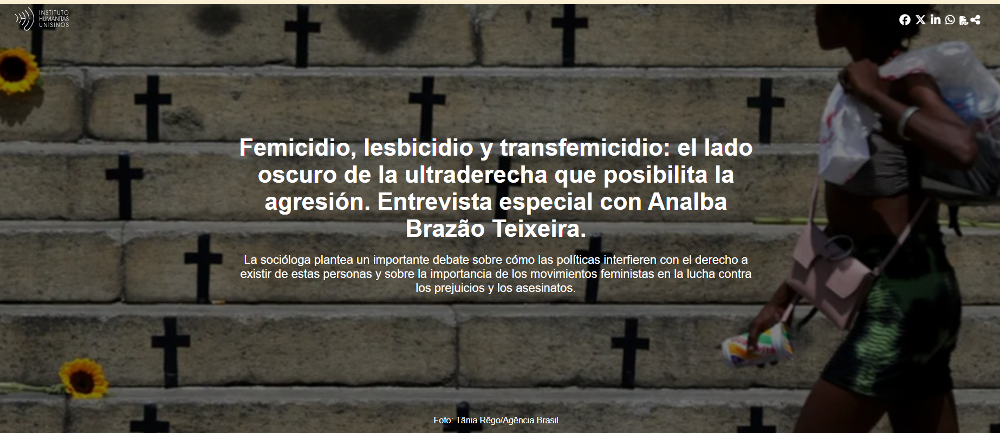 INSTITUTO
HUMANITAS
UNISINOS
Femicidio, lesbicidio y transfemicidio: el lado
oscuro de la ultraderecha que posibilita la
agresión. Entrevista especial con Analba
Brazão Teixeira.
La socióloga plantea un importante debate sobre cómo las políticas interfieren con el derecho a
existir de estas personas y sobre la importancia de los movimientos feministas en la lucha contra
los prejuicios y los asesinatos.
Foto: Tânia Rêgo/Agência Brasil